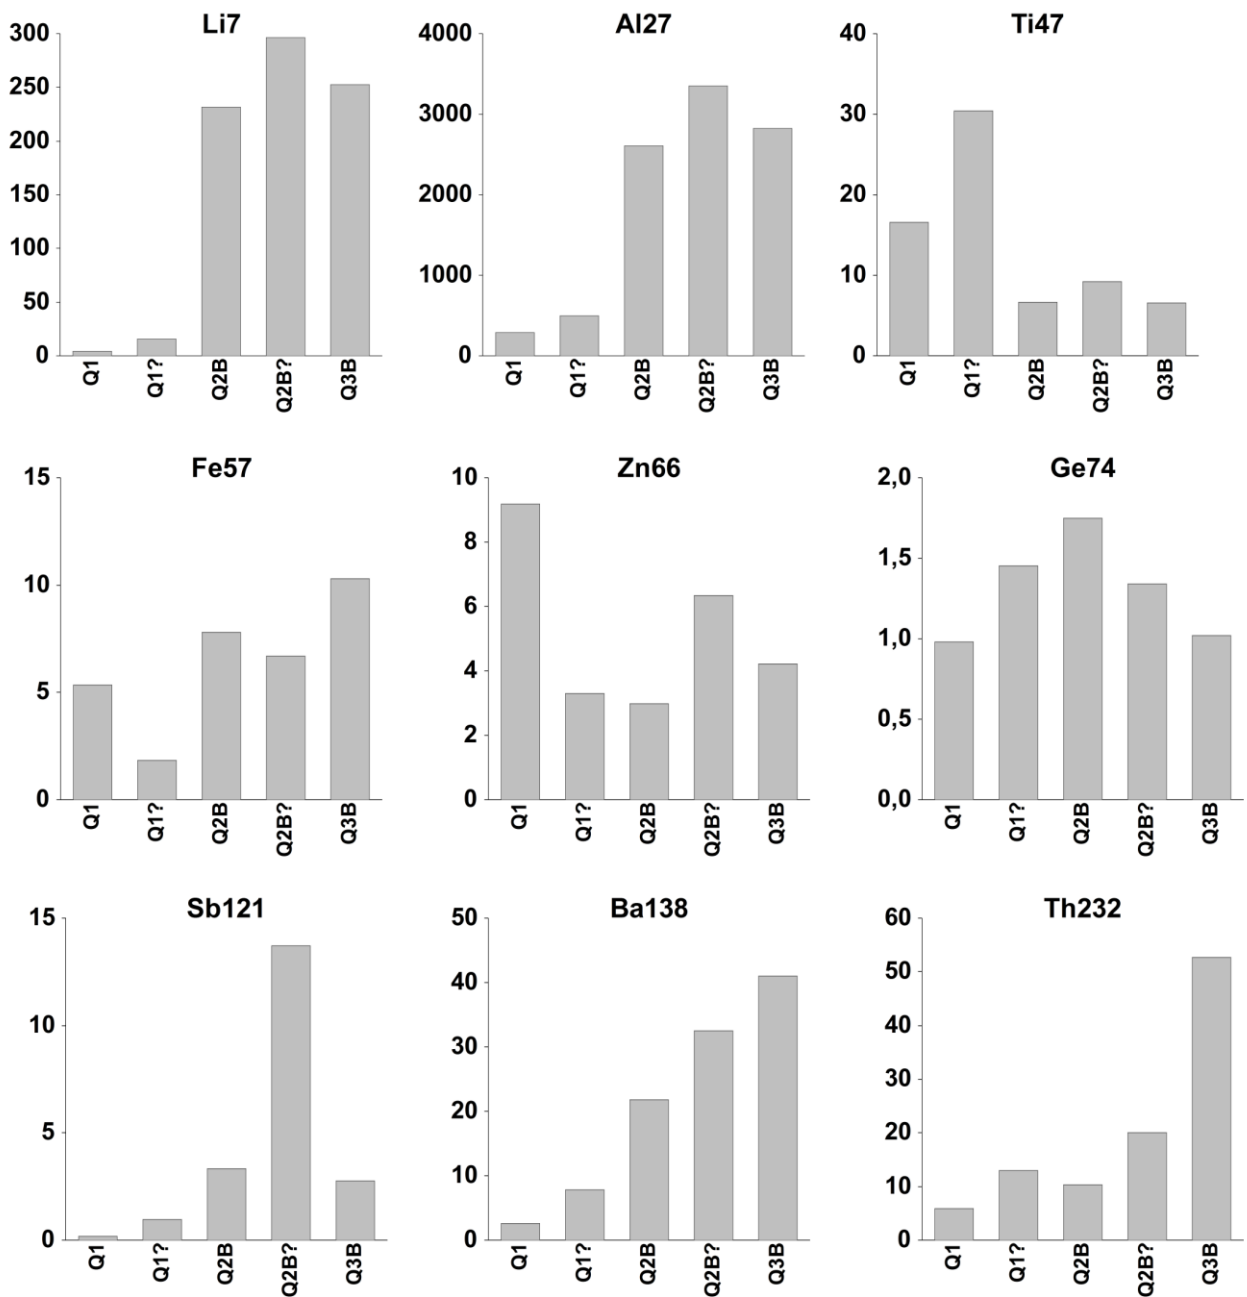 Li7
300
250
200
150
100
50
0
Q1
Q1?
Q2B
Q2B?
Q3B
Al27
4000
3000
2000
1000
0
Q1
Q1?
Q2B
Q2B?
Q3B
Ti47
40
30
20
10
0
Q1
Q1?
Q2B
Q2B?
Q3B
Fe57
15
10
5
0
Q1
Q1?
Q2B
Q2B?
Q3B
Zn66
10
8
6
4
2
0
Q1
Q1?
Q2B
Q2B?
Q3B
Ge74
2,0
1,5
1,0
0,5
0,0
Q1
Q1?
Q2B
Q2B?
Q3B
Sb121
15
10
5
0
Q1
Q1?
Q2B
Q2B?
Q3B
Ba138
50
40
30
20
10
0
Q1
Q1?
Q2B
Q2B?
Q3B
Th232
60
50
40
30
20
10
0
Q1
Q1?
Q2B
Q2B?
Q3B